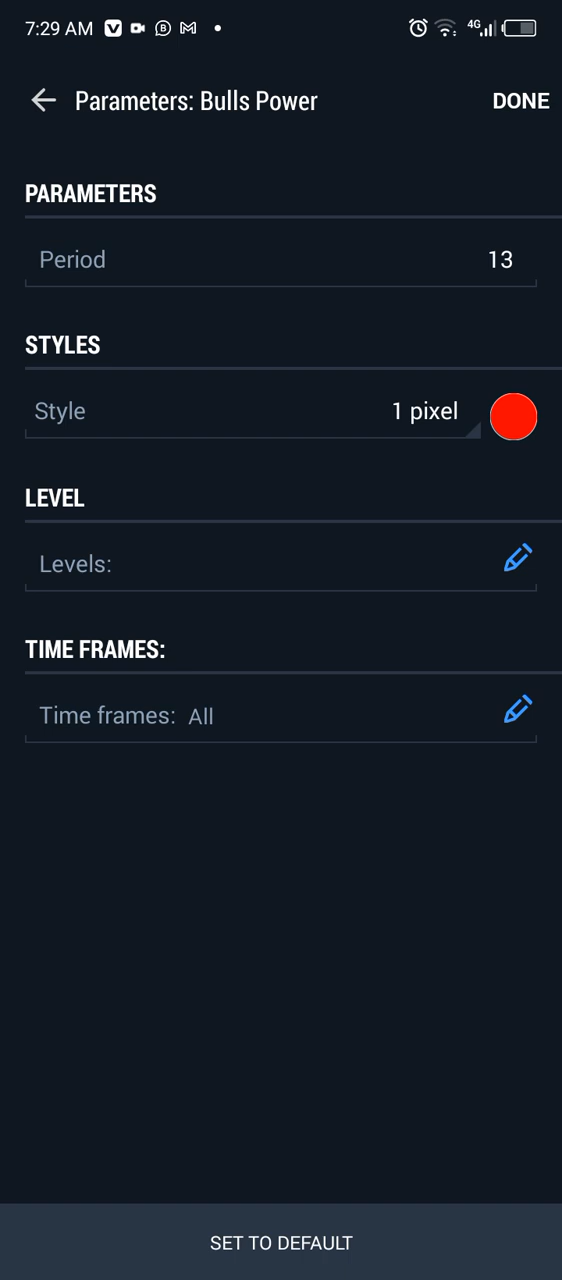 7:29 AM
4G
Parameters: Bulls Power
DONE
PARAMETERS
Period 13
STYLES
Style 1 pixel
LEVEL
Levels:
TIME FRAMES:
Time frames: All
SET TO DEFAULT